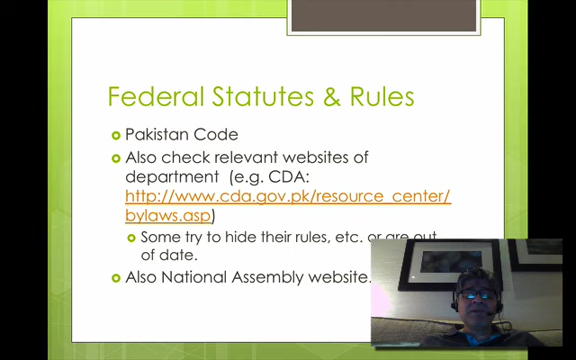 Federal Statutes & Rules
Pakistan Code
Also check relevant websites of
department (e.g. CDA:
http://www.cda.gov.pk/resource_center/
bylaws.asp)
Some try to hide their rules, etc. or are out
of date.
Also National Assembly website.